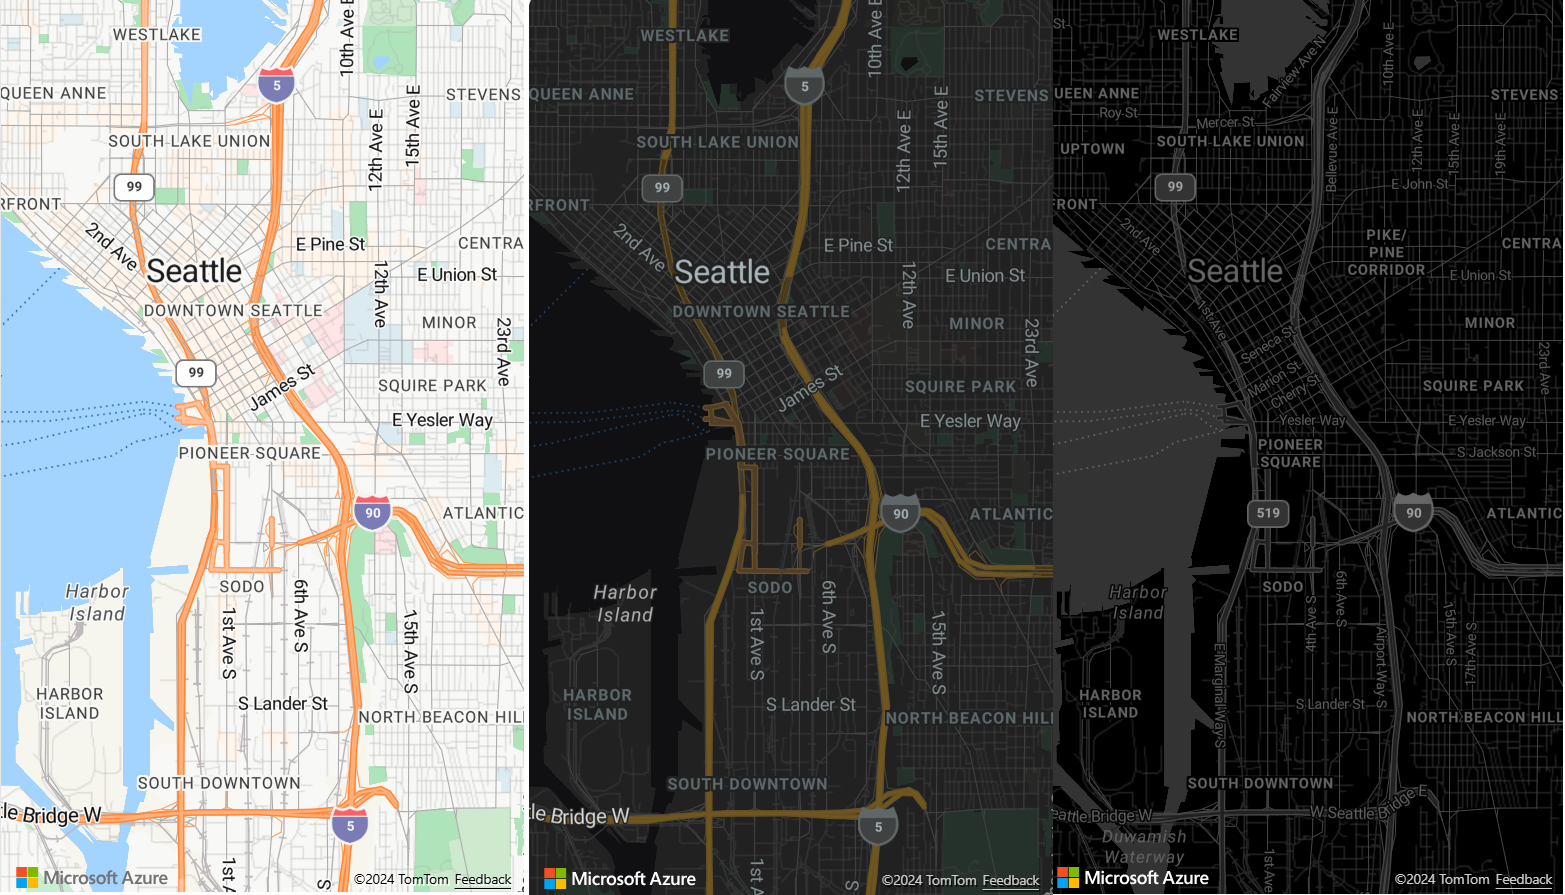 WESTLAKE
10th Ave E
5
QUEEN ANNE
STEVENS
12th Ave E
15th Ave E
SOUTH LAKE UNION
99
RFRONT
2nd Ave
E Pine St
CENTRA
Seattle
12th Ave
E Union St
DOWNTOWN SEATTLE
MINOR
23rd Ave
99
James St
SQUIRE PARK
E Yesler Way
PIONEER SQUARE
90
ATLANTIC
Harbor
Island
SODO
1st Ave S
6th Ave S
15th Ave S
HARBOR
ISLAND
S Lander St
NORTH BEACON HILL
SOUTH DOWNTOWN
tle Bridge W
5
1st A
S
Microsoft Azure
©2024 TomTom Feedback
WESTLAKE
10th Ave E
5
QUEEN ANNE
STEVENS
12th Ave E
15th Ave E
SOUTH LAKE UNION
99
RFRONT
2nd Ave
E Pine St
CENTRA
Seattle
12th Ave
E Union St
DOWNTOWN SEATTLE
MINOR
23rd Ave
99
James St
SQUIRE PARK
E Yesler Way
PIONEER SQUARE
90
ATLANTIC
Harbor
Island
SODO
1st Ave S
6th Ave S
15th Ave S
HARBOR
ISLAND
S Lander St
NORTH BEACON HILL
SOUTH DOWNTOWN
tle Bridge W
5
1st A
S
Microsoft Azure
©2024 TomTom Feedback
St
WESTLAKE
Fairview Ave N
10th Ave E
UEEN ANNE
STEVENS
Roy St
Mercer St
SOUTH LAKE UNION
UPTOWN
Bellevue Ave E
12th Ave E
15th Ave E
19th Ave E
99
E John St
FRONT
2nd Ave
PIKE/
PINE
CORRIDOR
CENTRA
Seattle
E Union St
1st Ave
MINOR
Seneca St
23rd Ave
Marion St
Cherry St
SQUIRE PARK
Yesler Way
E Yesler Way
PIONEER
SQUARE
S Jackson St
519
90
ATLANTIC
Harbor
Island
SODO
4th Ave S
6th Ave S
Airport Way S
15th Ave S
17th Ave S
E Marginal Way S
HARBOR
ISLAND
S Lander St
NORTH BEACON HILL
SOUTH DOWNTOWN
eattle Bridge W
W Seattle Bridge E
Duwamish
Waterway
1st Ave
Microsoft Azure
©2024 TomTom Feedback